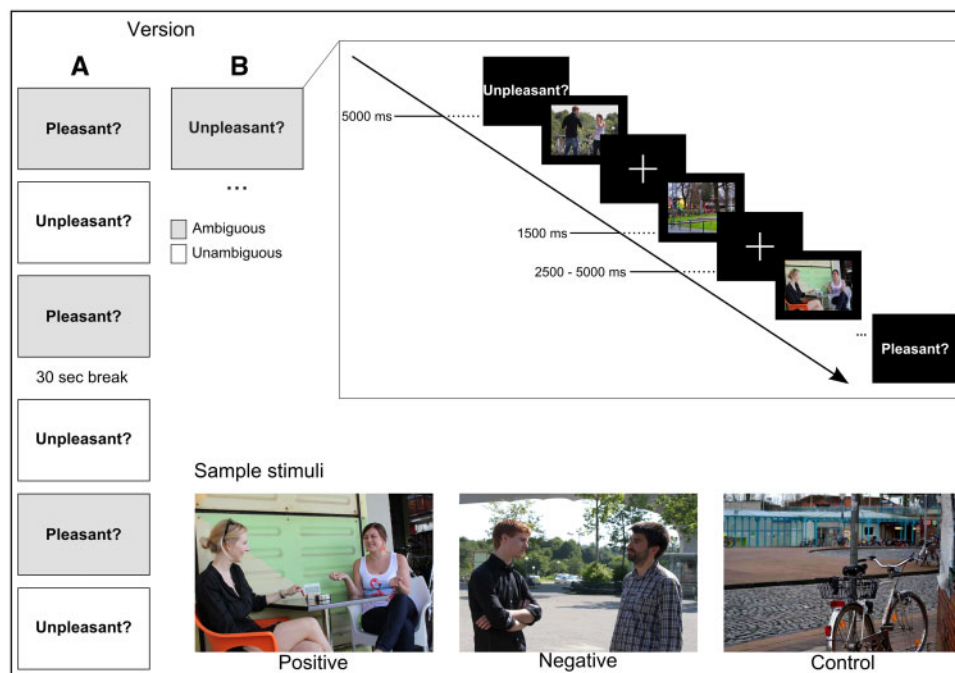 Version
A
B
Pleasant?
Unpleasant?
Pleasant?
30 sec break
Unpleasant?
Pleasant?
Unpleasant?
Unpleasant?
...
Ambiguous
Unambiguous
Unpleasant?
5000 ms
1500 ms
2500 - 5000 ms
...
Pleasant?
Sample stimuli
Positive
Negative
Control